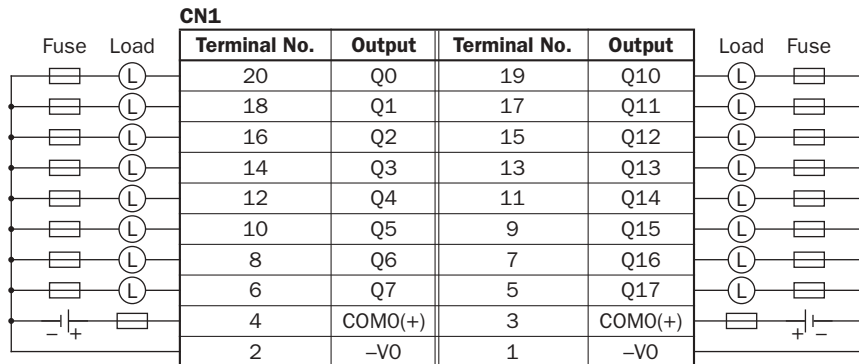 CN1
Fuse Load Terminal No. Output Terminal No. Output Load Fuse
L 20 Q0 19 Q10 L
L 18 Q1 17 Q11 L
L 16 Q2 15 Q12 L
L 14 Q3 13 Q13 L
L 12 Q4 11 Q14 L
L 10 Q5 9 Q15 L
L 8 Q6 7 Q16 L
L 6 Q7 5 Q17 L
– + 4 COM0(+) 3 COM0(+) + –
2 –V0 1 –V0